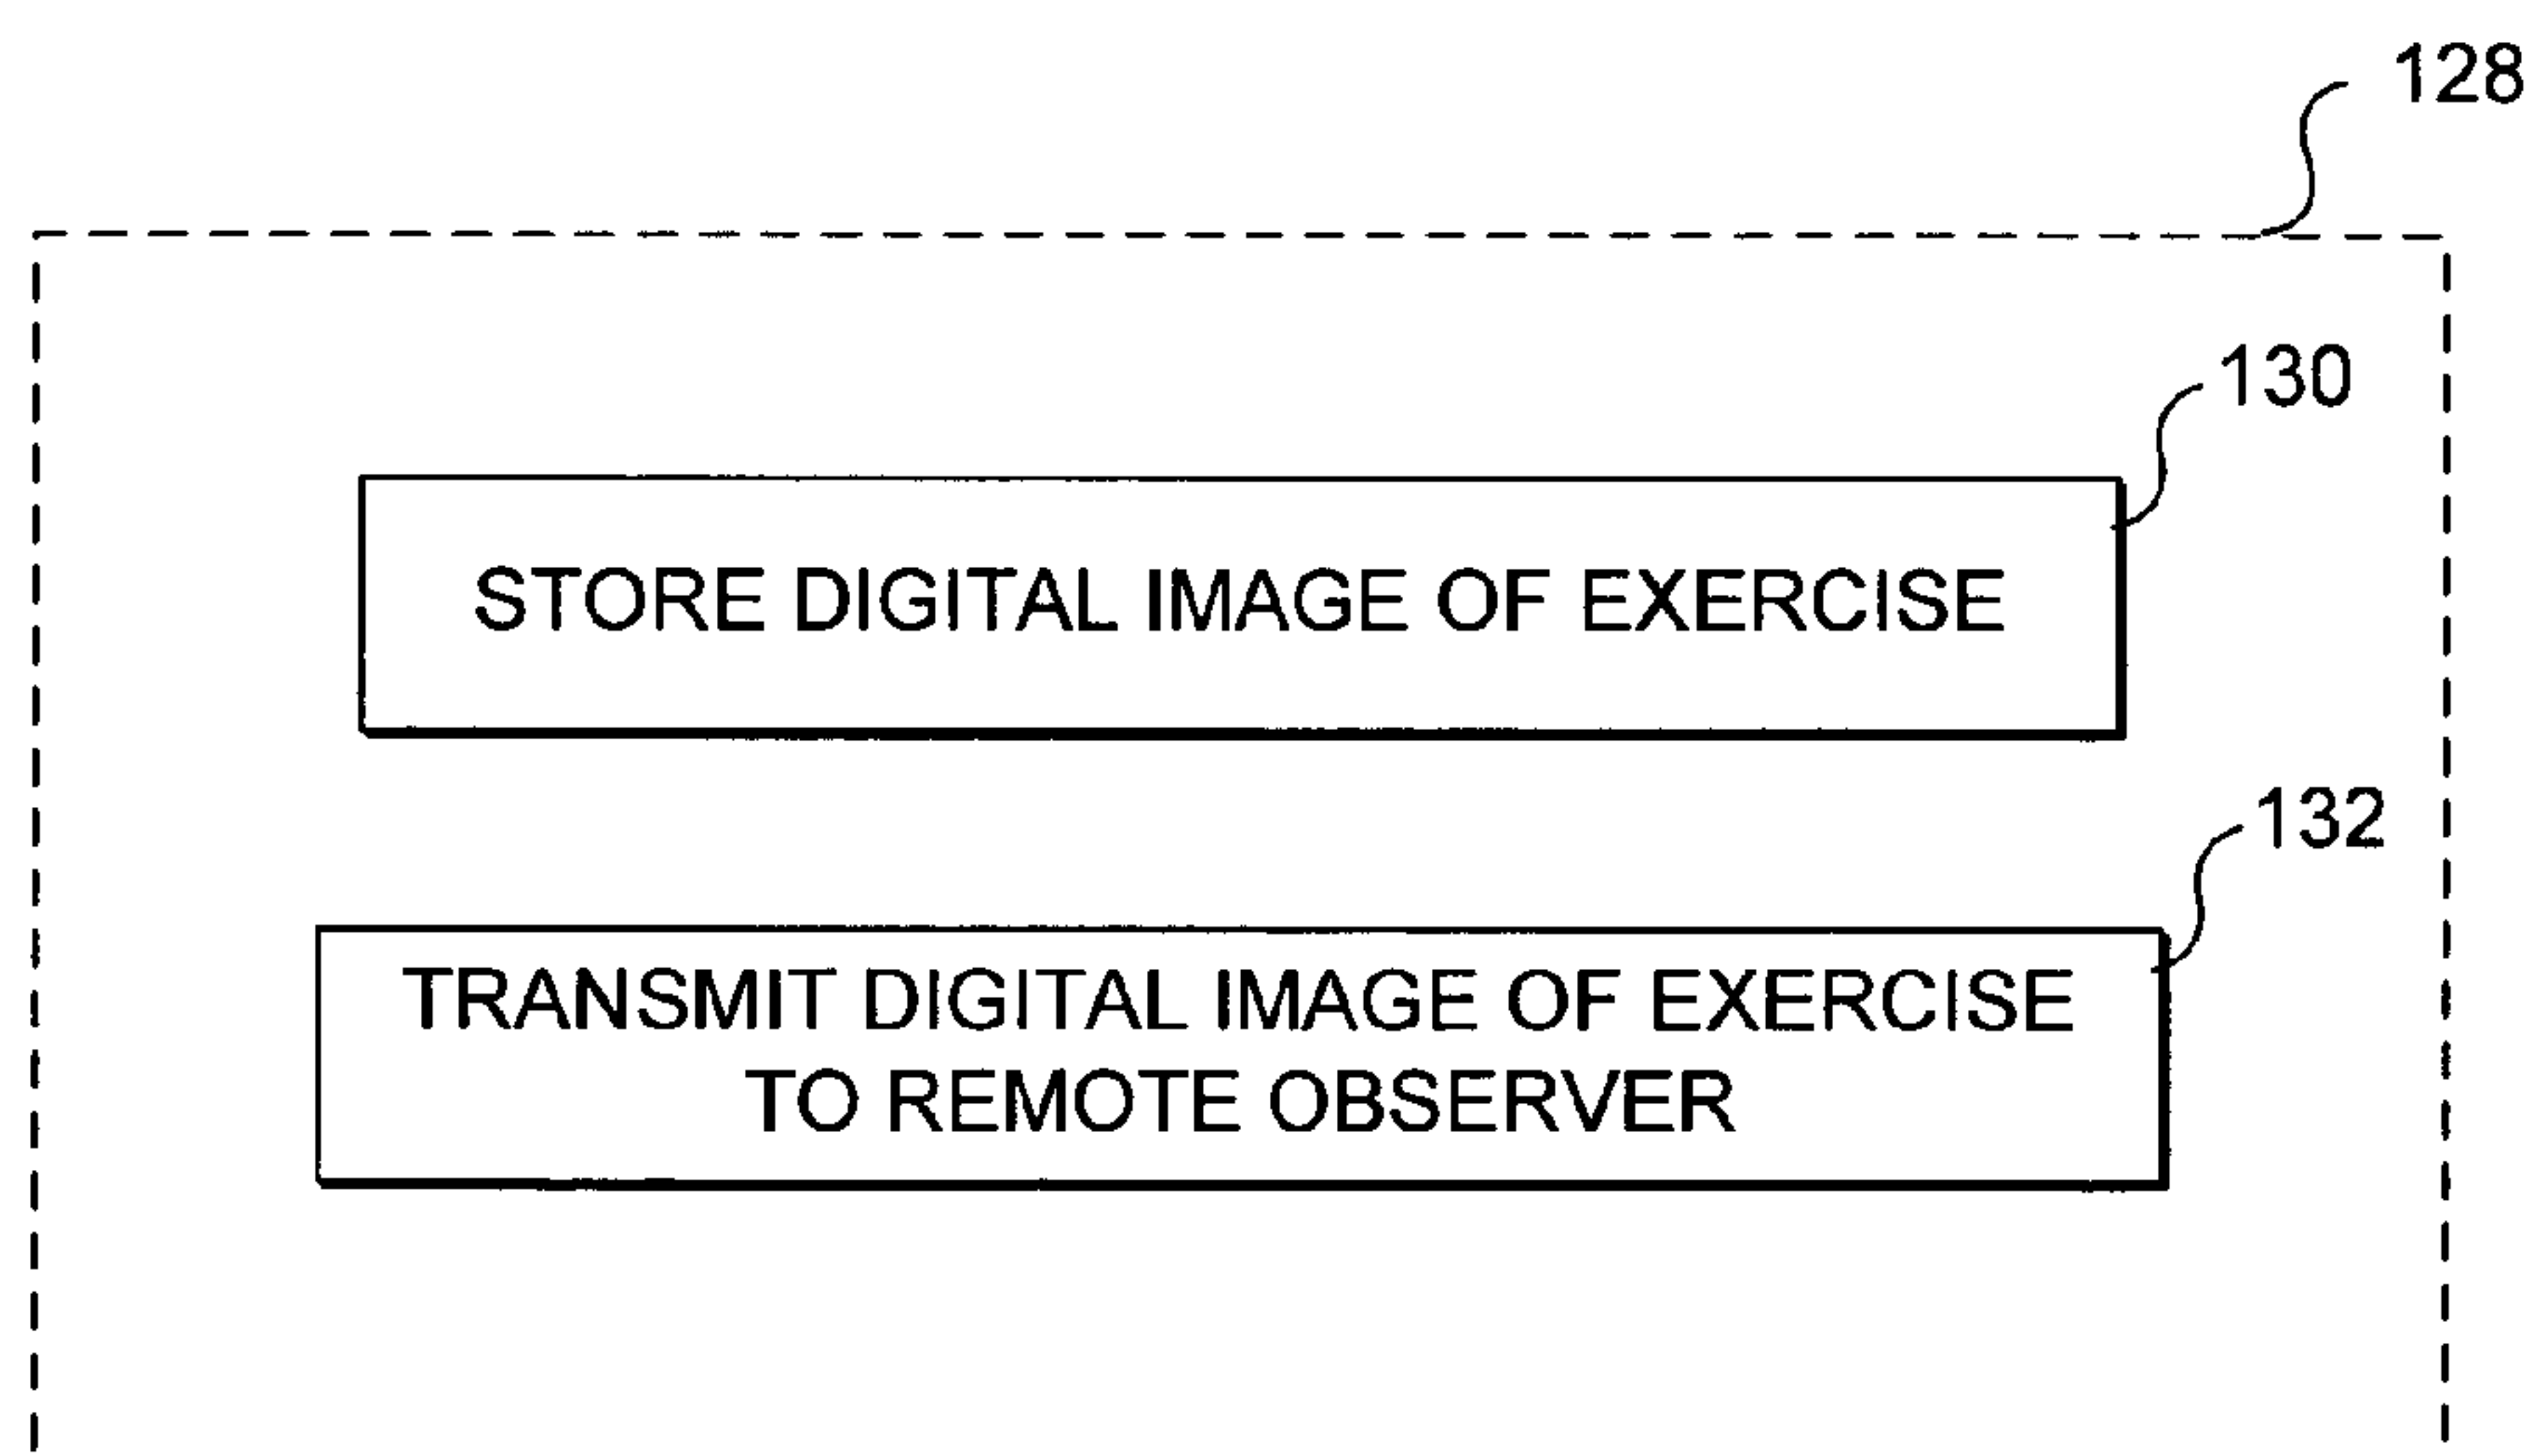 128
130
STORE DIGITAL IMAGE OF EXERCISE
132
TRANSMIT DIGITAL IMAGE OF EXERCISE
TO REMOTE OBSERVER